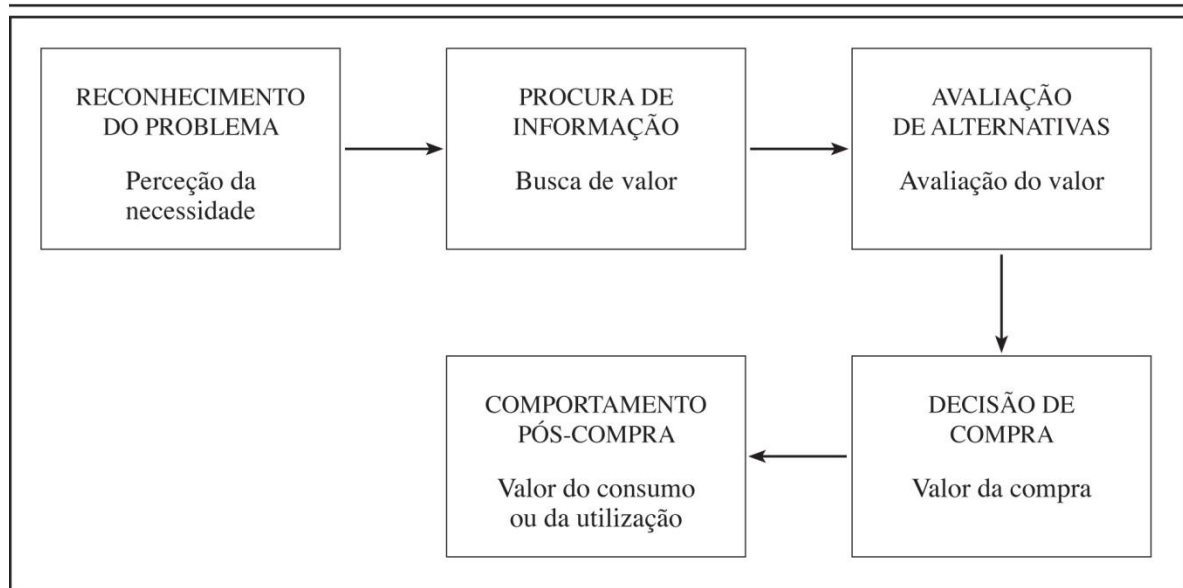 RECONHECIMENTO
DO PROBLEMA
Perceção da
necessidade
PROCURA DE
INFORMAÇÃO
Busca de valor
AVALIAÇÃO
DE ALTERNATIVAS
Avaliação do valor
DECISÃO DE
COMPRA
Valor da compra
COMPORTAMENTO
PÓS-COMPRA
Valor do consumo
ou da utilização